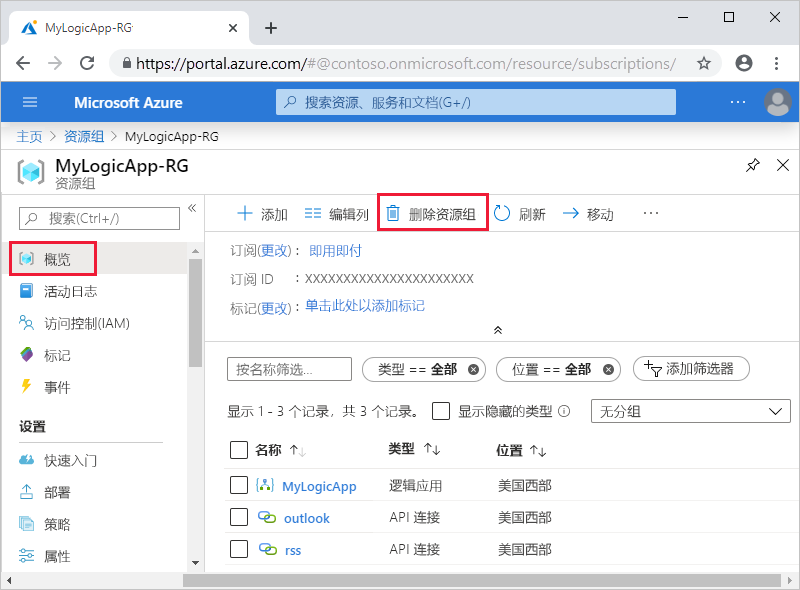 MyLogicApp-RG
https://portal.azure.com/#@contoso.onmicrosoft.com/resource/subscriptions/
Microsoft Azure
搜索资源、服务和文档(G+/)
主页 > 资源组 > MyLogicApp-RG
MyLogicApp-RG
资源组
搜索(Ctrl+/)
概览
活动日志
访问控制(IAM)
标记
事件
设置
快速入门
部署
策略
属性
添加 编辑列 删除资源组 刷新 移动 ···
订阅(更改): 即用即付
订阅 ID : XXXXXXXXXXXXXXXXXXXXXXX
标记(更改): 单击此处以添加标记
按名称筛选... 类型 == 全部 位置 == 全部 添加筛选器
显示 1 - 3 个记录，共 3 个记录。 显示隐藏的类型 无分组
名称 ↑↓ 类型 ↑↓ 位置 ↑↓
MyLogicApp 逻辑应用 美国西部
outlook API 连接 美国西部
rss API 连接 美国西部